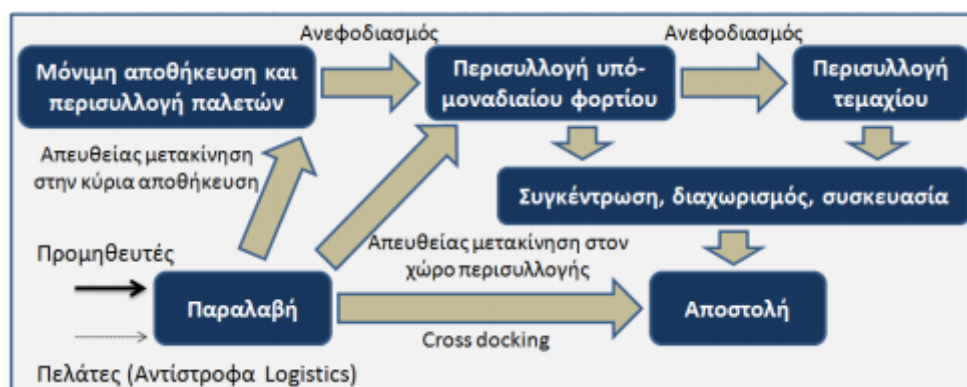 Ανεφοδιασμός
Ανεφοδιασμός
Μόνιμη αποθήκευση και
περισυλλογή παλετών
Περισυλλογή υπό-
μοναδιαίου φορτίου
Περισυλλογή
τεμαχίου
Απευθείας μετακίνηση
στην κύρια αποθήκευση
Συγκέντρωση, διαχωρισμός, συσκευασία
Απευθείας μετακίνηση στον
χώρο περισυλλογής
Προμηθευτές
Παραλαβή
Αποστολή
Cross docking
Πελάτες (Αντίστροφα Logistics)